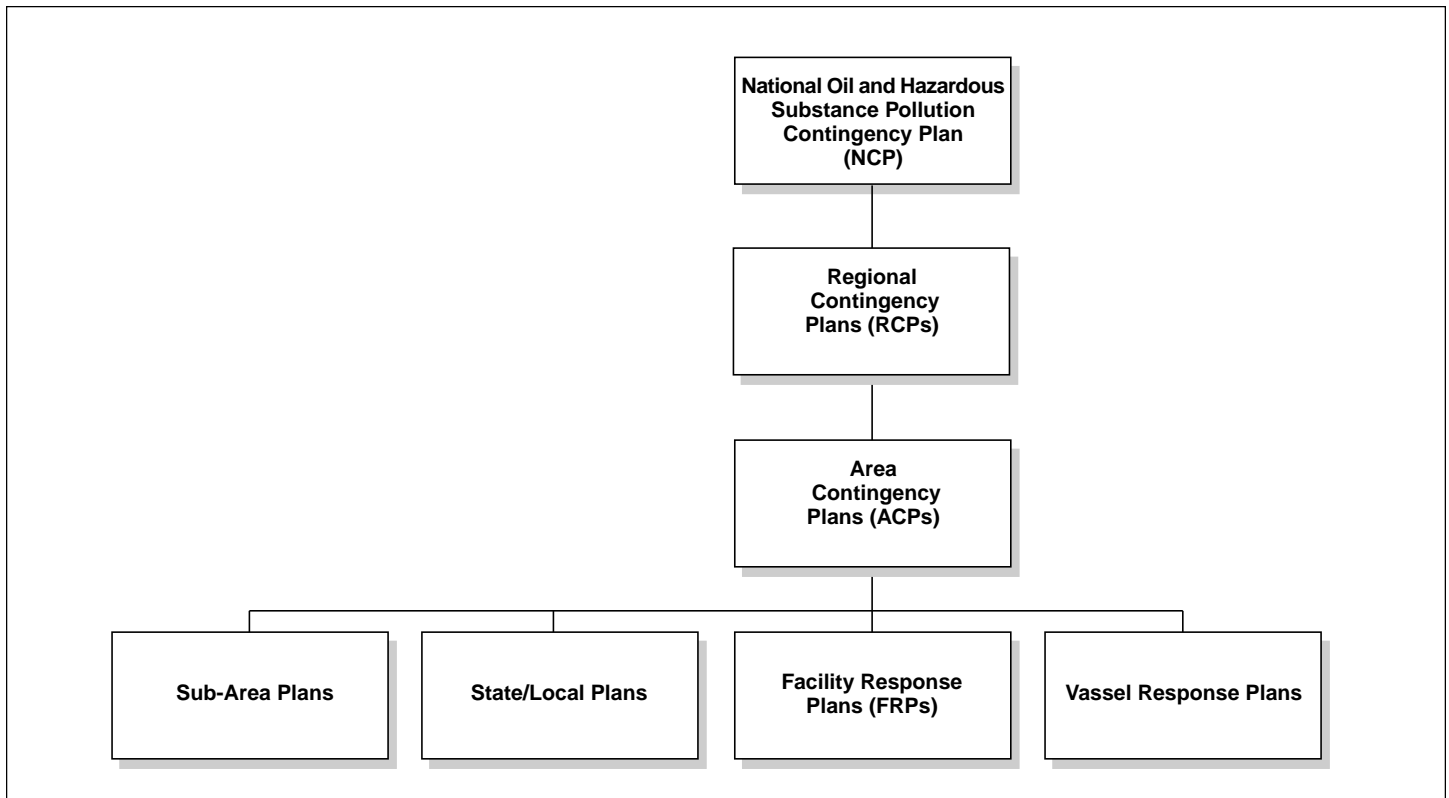 National Oil and Hazardous
Substance Pollution
Contingency Plan
(NCP)
Regional
Contingency
Plans (RCPs)
Area
Contingency
Plans (ACPs)
Sub-Area Plans
State/Local Plans
Facility Response
Plans (FRPs)
Vassel Response Plans